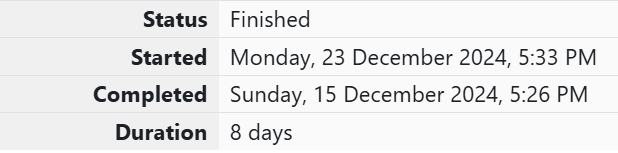 Status Finished
Started Monday, 23 December 2024, 5:33 PM
Completed Sunday, 15 December 2024, 5:26 PM
Duration 8 days